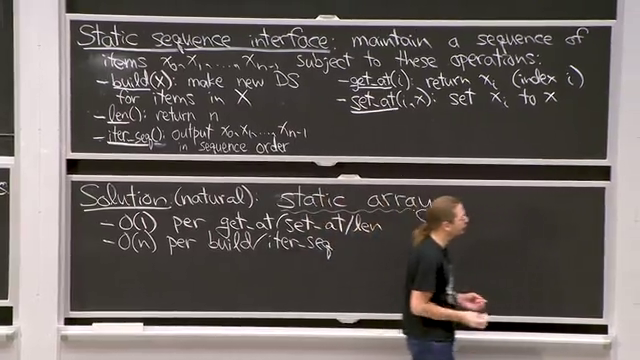 Static sequence interface: maintain a sequence of
items x₀, x₁, ..., xₙ₋₁ subject to these operations:
- build(X): make new DS
for items in X
- len(): return n
- iter_seq(): output x₀, x₁, ..., xₙ₋₁
in sequence order
- get_at(i): return xᵢ (index i)
- set_at(i, x): set xᵢ to x
Solution (natural): static array
- O(1) per get_at/set_at/len
- O(n) per build/iter_seq